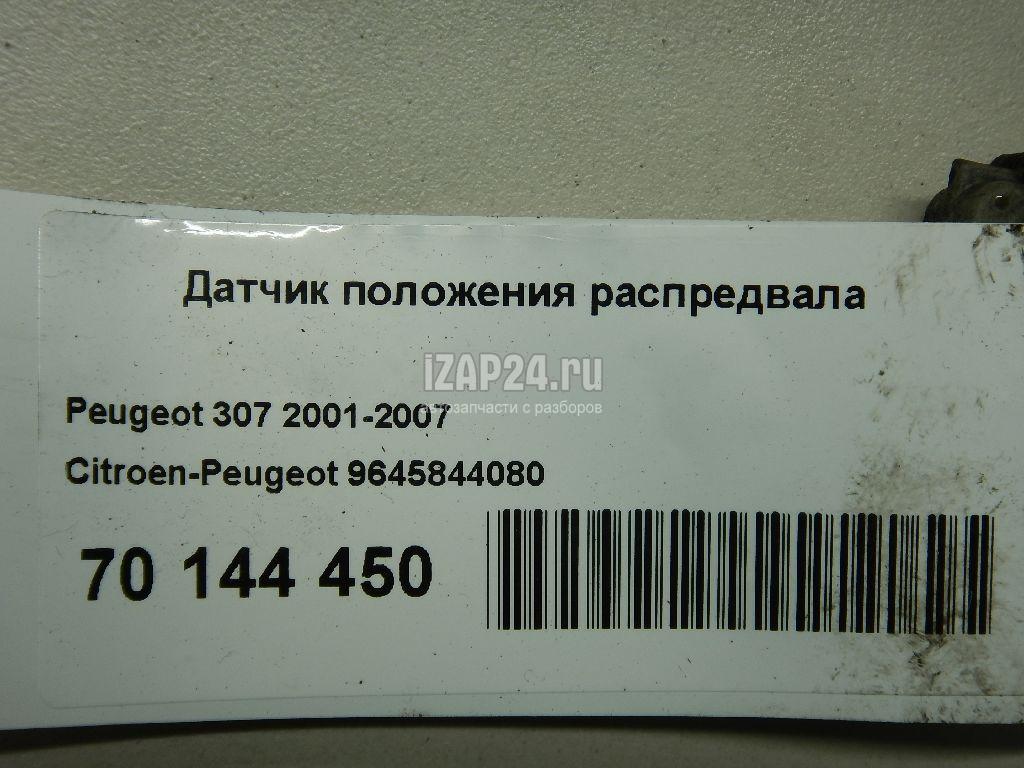 Датчик положения распредвала
iZAP24.ru
автозапчасти с разборов
Peugeot 307 2001-2007
Citroen-Peugeot 9645844080
70 144 450